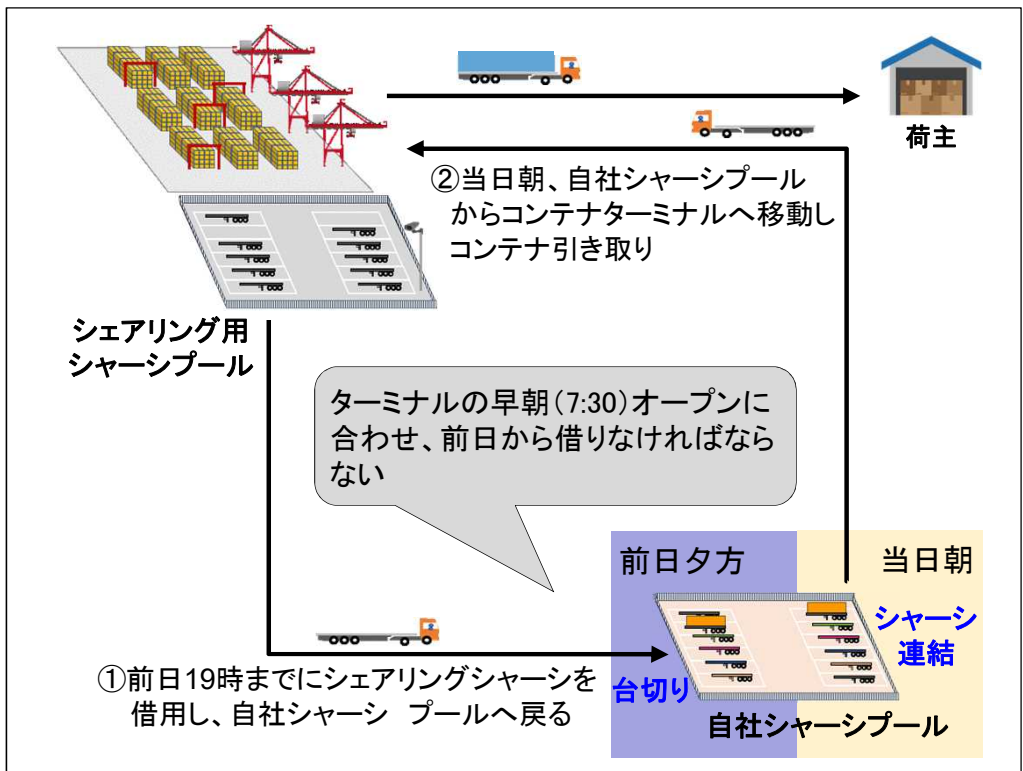 荷主
②当日朝、自社シャーシプール
からコンテナターミナルへ移動し
コンテナ引き取り
シェアリング用
シャーシプール
ターミナルの早朝（7:30）オープンに
合わせ、前日から借りなければなら
ない
前日夕方
当日朝
シャーシ
連結
①前日19時までにシェアリングシャーシを
借用し、自社シャーシ プールへ戻る
台切り
自社シャーシプール